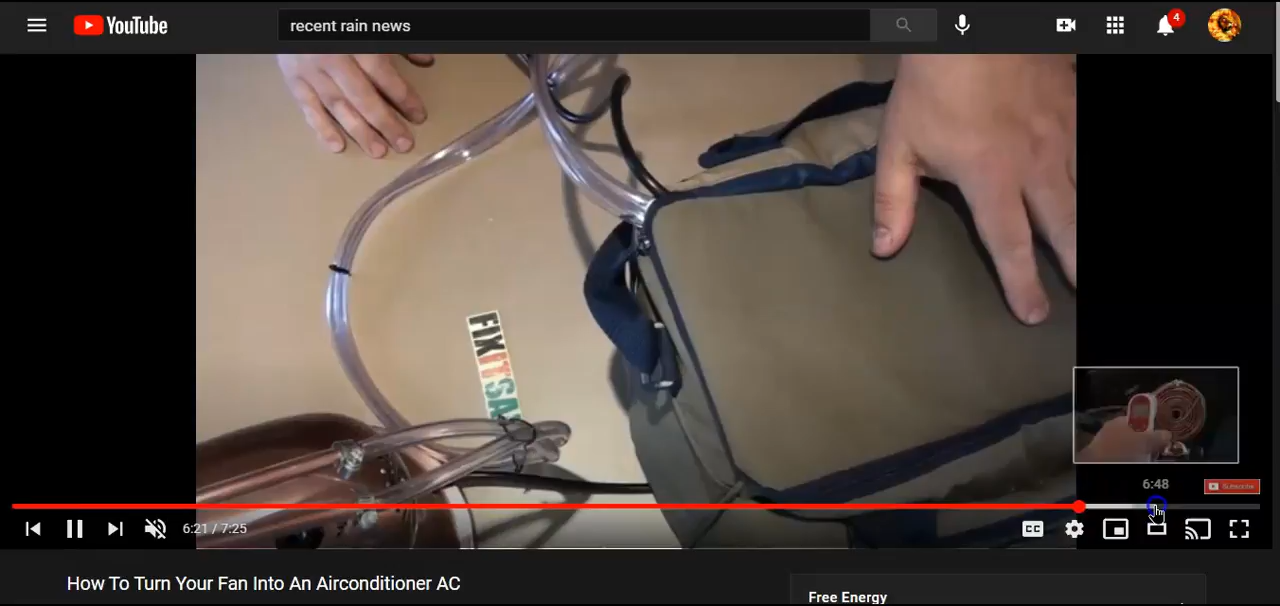 YouTube
recent rain news
4
FIXITSA
6:48
Subscribe
6:21 / 7:25
CC
How To Turn Your Fan Into An Airconditioner AC
Free Energy